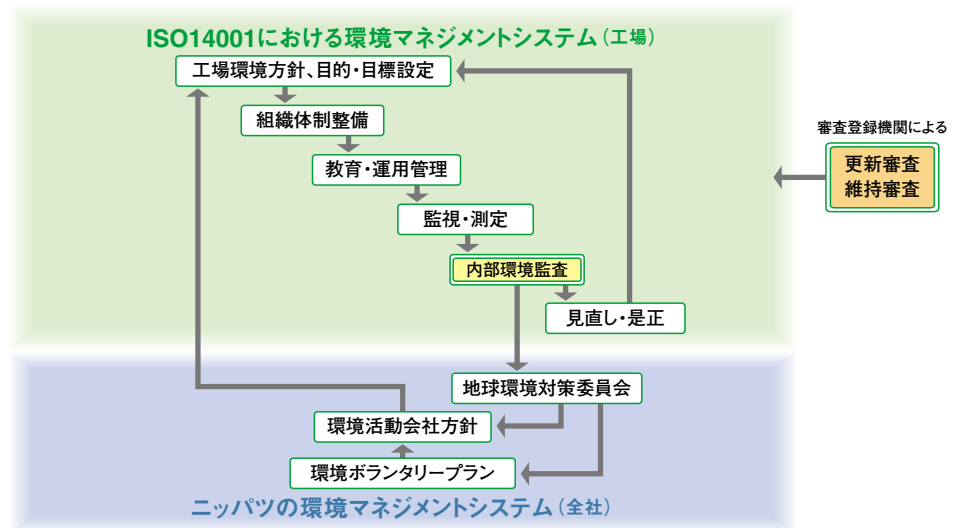 ISO14001における環境マネジメントシステム(工場)
工場環境方針、目的・目標設定
組織体制整備
教育・運用管理
監視・測定
内部環境監査
見直し・是正
審査登録機関による
更新審査
維持審査
地球環境対策委員会
環境活動会社方針
環境ボランタリープラン
ニッパツの環境マネジメントシステム(全社)